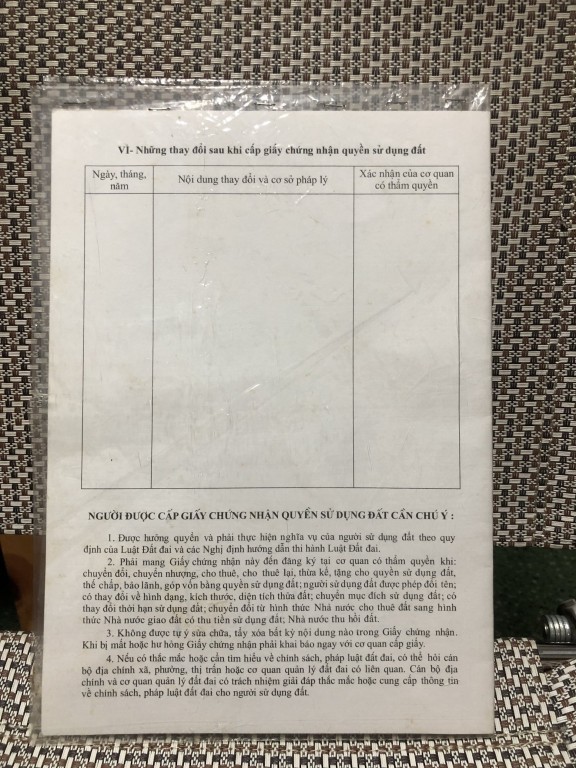 VI- Những thay đổi sau khi cấp giấy chứng nhận quyền sử dụng đất
Ngày, tháng,
năm
Nội dung thay đổi và cơ sở pháp lý
Xác nhận của cơ quan
có thẩm quyền
NGƯỜI ĐƯỢC CẤP GIẤY CHỨNG NHẬN QUYỀN SỬ DỤNG ĐẤT CẦN CHÚ Ý :
1. Được hưởng quyền và phải thực hiện nghĩa vụ của người sử dụng đất theo quy
định của Luật Đất đai và các Nghị định hướng dẫn thi hành Luật Đất đai.
2. Phải mang Giấy chứng nhận này đến đăng ký tại cơ quan có thẩm quyền khi:
chuyển đổi, chuyển nhượng, cho thuê, cho thuê lại, thừa kế, tặng cho quyền sử dụng đất,
thế chấp, bảo lãnh, góp vốn bằng quyền sử dụng đất; người sử dụng đất được phép đổi tên;
có thay đổi về hình dạng, kích thước, diện tích thửa đất; chuyển mục đích sử dụng đất; có
thay đổi thời hạn sử dụng đất; chuyển đổi từ hình thức Nhà nước cho thuê đất sang hình
thức Nhà nước giao đất có thu tiền sử dụng đất; Nhà nước thu hồi đất.
3. Không được tự ý sửa chữa, tẩy xóa bất kỳ nội dung nào trong Giấy chứng nhận.
Khi bị mất hoặc hư hỏng Giấy chứng nhận phải khai báo ngay với cơ quan cấp giấy.
4. Nếu có thắc mắc hoặc cần tìm hiểu về chính sách, pháp luật đất đai, có thể hỏi cán
bộ địa chính xã, phường, thị trấn hoặc cơ quan quản lý đất đai có liên quan. Cán bộ địa
chính và cơ quan quản lý đất đai có trách nhiệm giải đáp thắc mắc hoặc cung cấp thông tin
về chính sách, pháp luật đất đai cho người sử dụng đất.